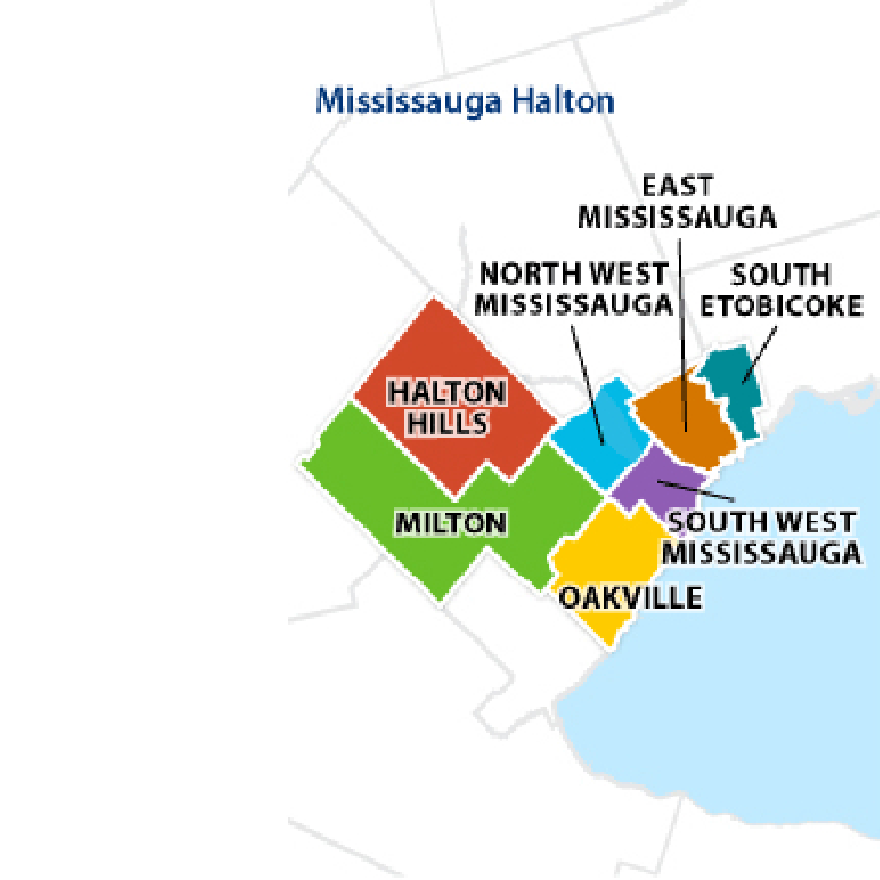 Mississauga Halton
EAST
MISSISSAUGA
NORTH WEST
MISSISSAUGA
SOUTH
ETOBICOKE
HALTON
HILLS
MILTON
SOUTH WEST
MISSISSAUGA
OAKVILLE